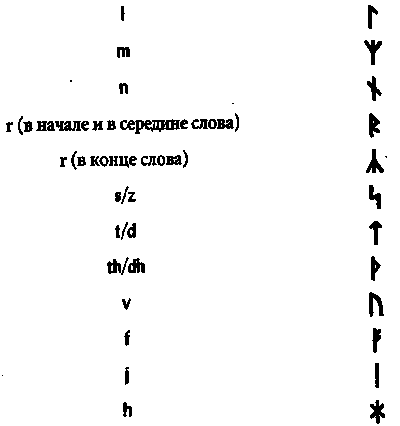 l ᛚ
m ᛉ
n ᚾ
r (в начале и в середине слова) ᚱ
r (в конце слова) ᛦ
s/z ᛋ
t/d ᛏ
th/dh ᚦ
v ᚢ
f ᚠ
j ᛁ
h ᚼ